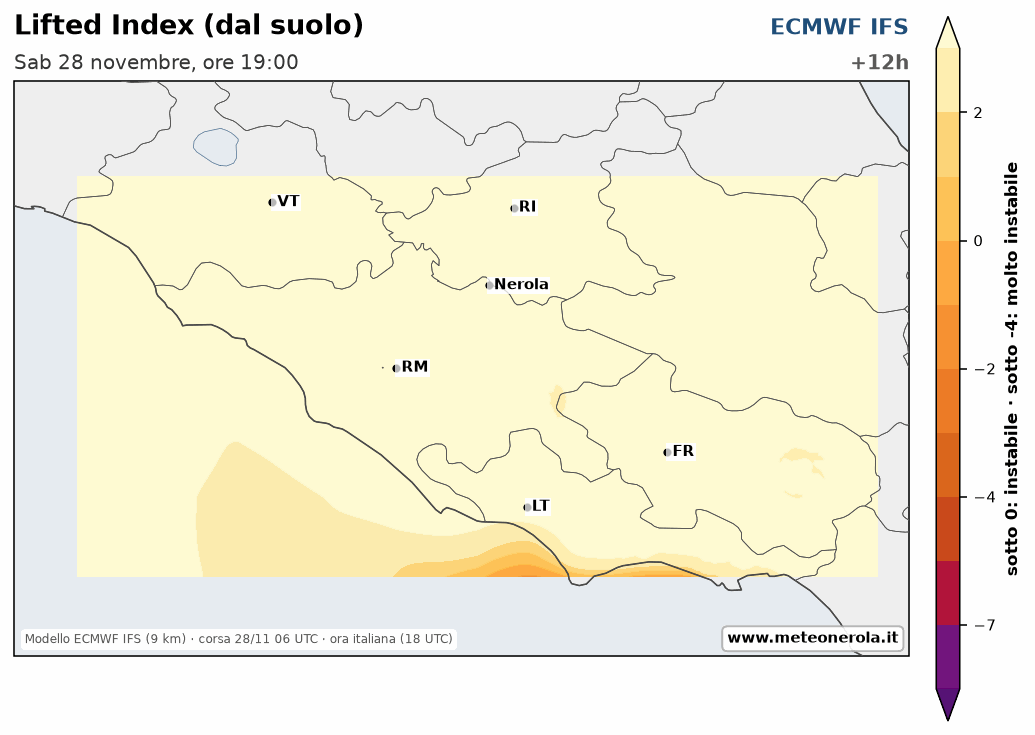 Lifted Index (dal suolo)
ECMWF IFS
Sab 28 novembre, ore 19:00
+12h
2
VT
RI
0
Nerola
sotto 0: instabile · sotto -4: molto instabile
RM
−2
FR
−4
LT
−7
Modello ECMWF IFS (9 km) · corsa 28/11 06 UTC · ora italiana (18 UTC)
www.meteonerola.it